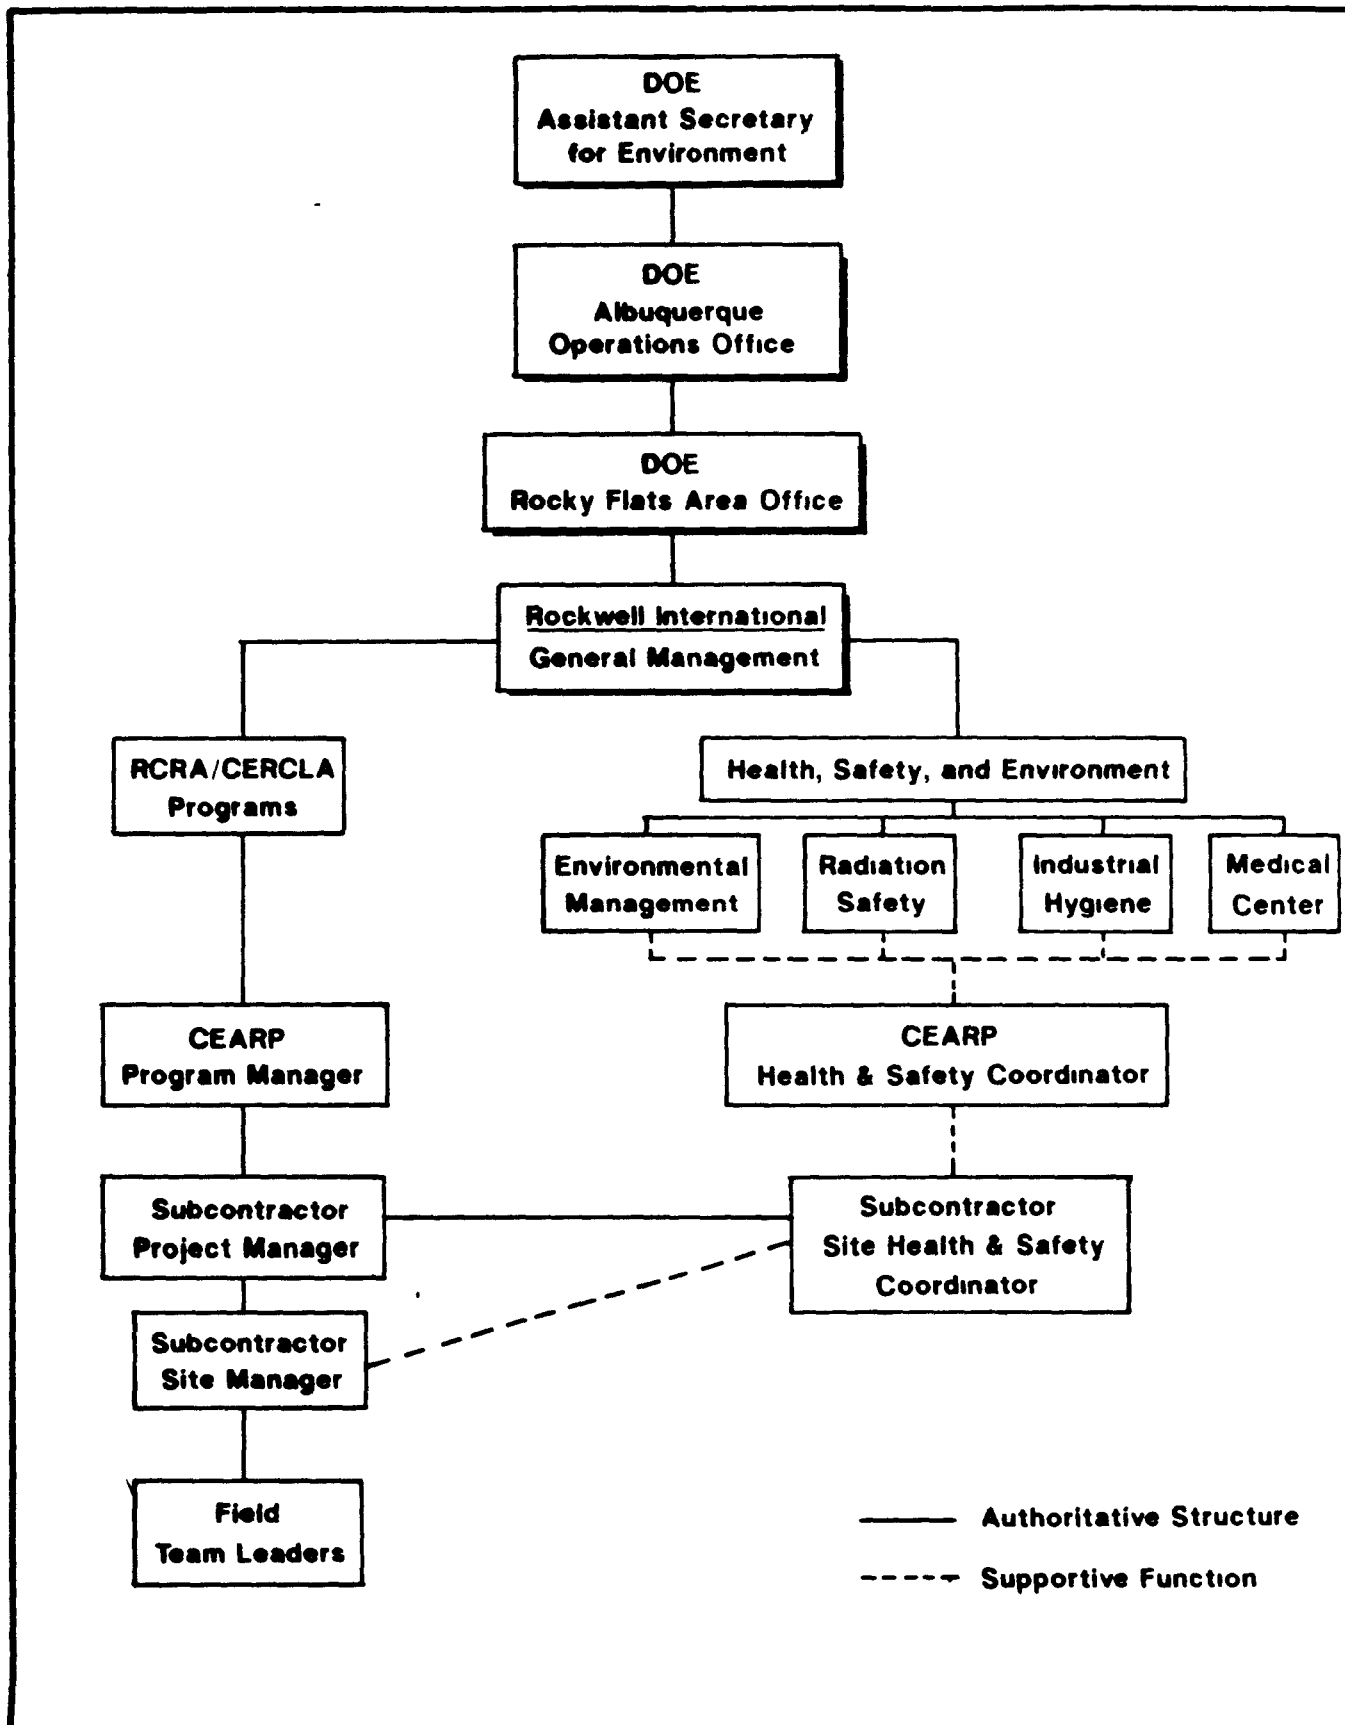 DOE
Assistant Secretary
for Environment
DOE
Albuquerque
Operations Office
DOE
Rocky Flats Area Office
Rockwell International
General Management
RCRA/CERCLA
Programs
Health, Safety, and Environment
Environmental
Management
Radiation
Safety
Industrial
Hygiene
Medical
Center
CEARP
Program Manager
CEARP
Health & Safety Coordinator
Subcontractor
Project Manager
Subcontractor
Site Health & Safety
Coordinator
Subcontractor
Site Manager
Field
Team Leaders
Authoritative Structure
Supportive Function